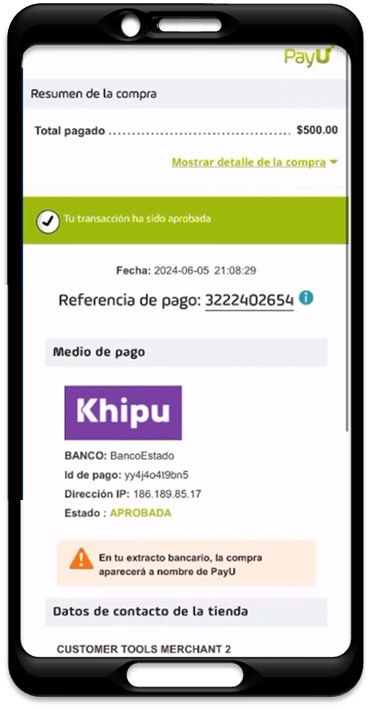 PayU
Resumen de la compra
Total pagado ........................................ $500.00
Mostrar detalle de la compra
Tu transacción ha sido aprobada
Fecha: 2024-06-05 21:08:29
Referencia de pago: 3222402654 i
Medio de pago
Khipu
BANCO: BancoEstado
Id de pago: yy4j4o4t9bn5
Dirección IP: 186.189.85.17
Estado : APROBADA
En tu extracto bancario, la compra
aparecerá a nombre de PayU
Datos de contacto de la tienda
CUSTOMER TOOLS MERCHANT 2